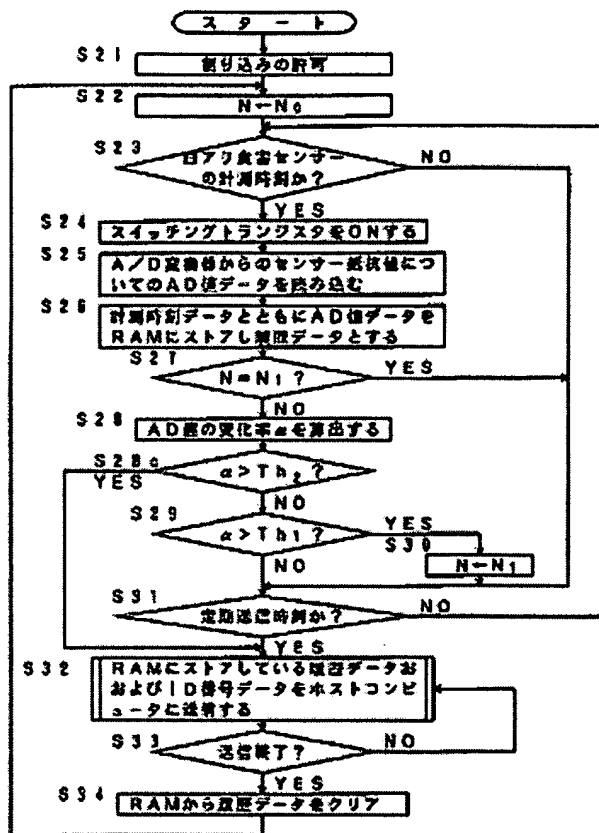 スタート
S21
割り込みの許可
S22
N←N0
S23
白アリ食害センサー
の計測時刻か?
NO
YES
S24
スイッチングトランジスタをONする
S25
A/D変換器からのセンサー抵抗値につ
いてのAD値データを読み込む
S26
計測時刻データとともにAD値データを
RAMにストアし履歴データとする
S27
N=N1?
YES
NO
S28
AD値の変化率αを算出する
S28a
α>Th2?
YES
NO
S29
α>Th1?
YES
S30
N←N1
NO
S31
定期送信時刻か?
NO
YES
S32
RAMにストアしている履歴データお
および ID番号データをホストコンピ
ュータに送信する
S33
送信終了?
NO
YES
S34
RAMから履歴データをクリア